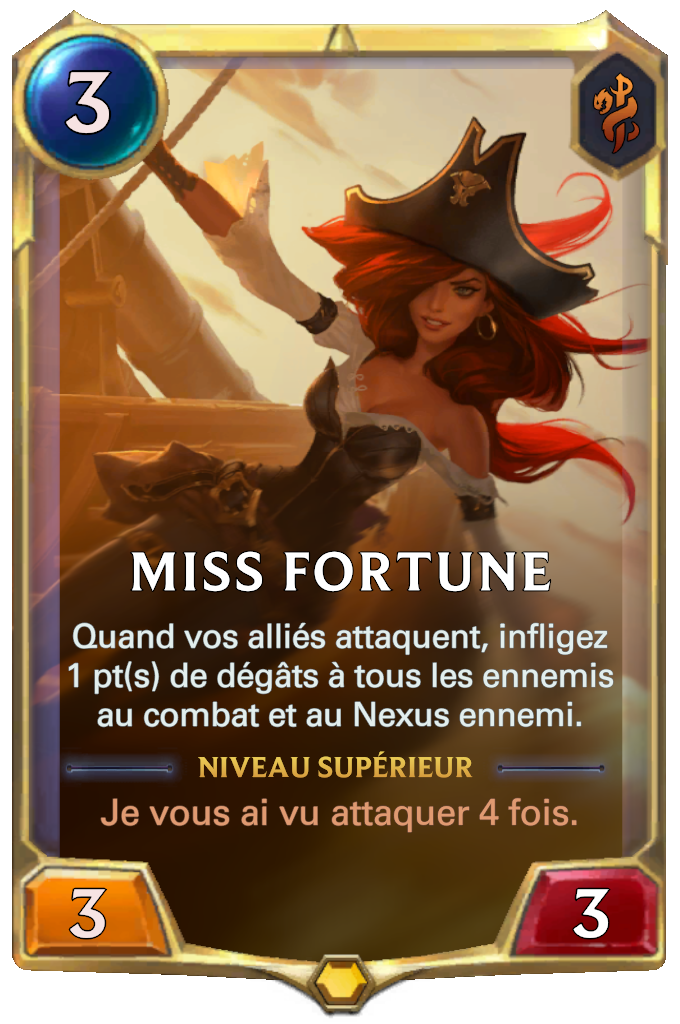 3
MISS FORTUNE
Quand vos alliés attaquent, infligez
1 pt(s) de dégâts à tous les ennemis
au combat et au Nexus ennemi.
NIVEAU SUPÉRIEUR
Je vous ai vu attaquer 4 fois.
3
3